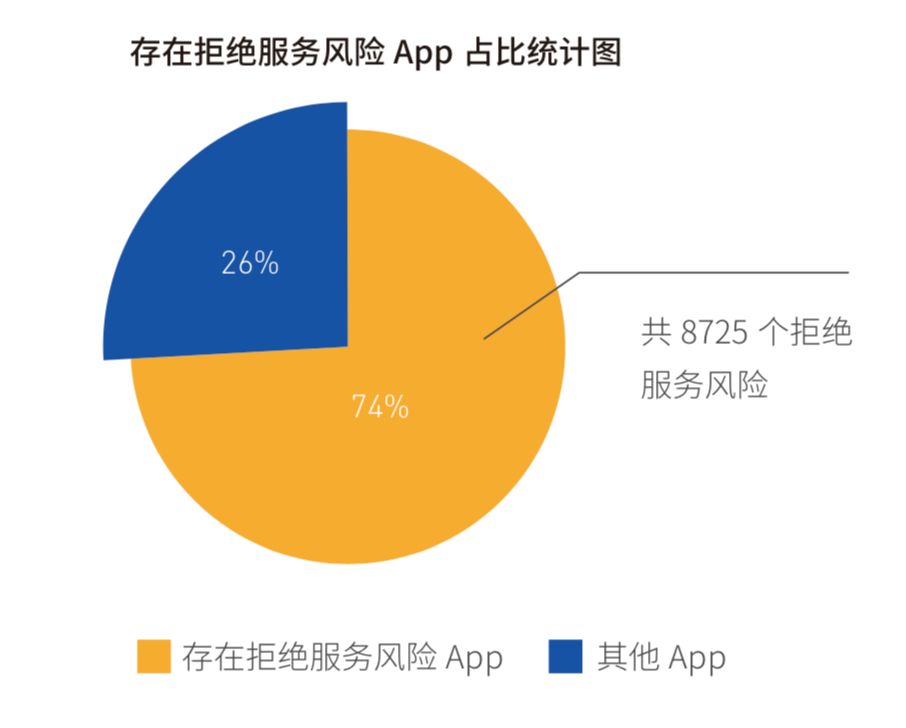 存在拒绝服务风险 App 占比统计图
26%
74%
共 8725 个拒绝
服务风险
存在拒绝服务风险 App
其他 App